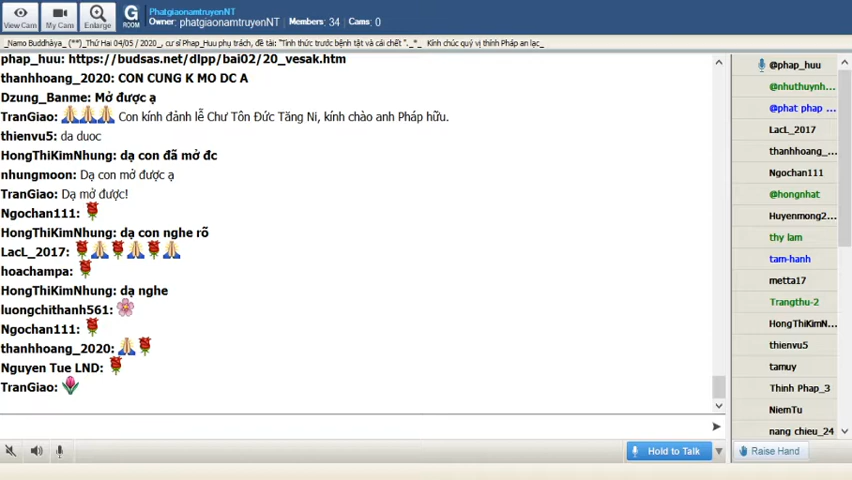 View Cam
My Cam
Enlarge
G
ROOM
PhatgiaonamtruyenNT
Owner: phatgiaonamtruyenNT
Members: 34
Cams: 0
_Namo Buddhàya_ (**)_Thứ Hai 04/05 / 2020_, cư sĩ Phap_Huu phụ trách, đề tài: "Tỉnh thức trước bệnh tật và cái chết "._*_ Kính chúc quý vị thính Pháp an lạc_
phap_huu: https://budsas.net/dlpp/bai02/20_vesak.htm
thanhhoang_2020: CON CUNG K MO DC A
Dzung_Banme: Mở được ạ
TranGiao: Con kính đảnh lễ Chư Tôn Đức Tăng Ni, kính chào anh Pháp hữu.
thienvu5: da duoc
HongThiKimNhung: dạ con đã mở đc
nhungmoon: Dạ con mở được ạ
TranGiao: Dạ mở được!
Ngochan111:
HongThiKimNhung: dạ con nghe rõ
LacL_2017:
hoachampa:
HongThiKimNhung: dạ nghe
luongchithanh561:
Ngochan111:
thanhhoang_2020:
Nguyen Tue LND:
TranGiao:
@phap_huu
@nhuthuynh...
@phat phap ...
LacL_2017
thanhhoang_...
Ngochan111
@hongnhat
Huyenmong2...
thy lam
tam-hanh
metta17
Trangthu-2
HongThiKimN...
thienvu5
tamuy
Thinh Phap_3
NiemTu
nang chieu_24
Hold to Talk
Raise Hand